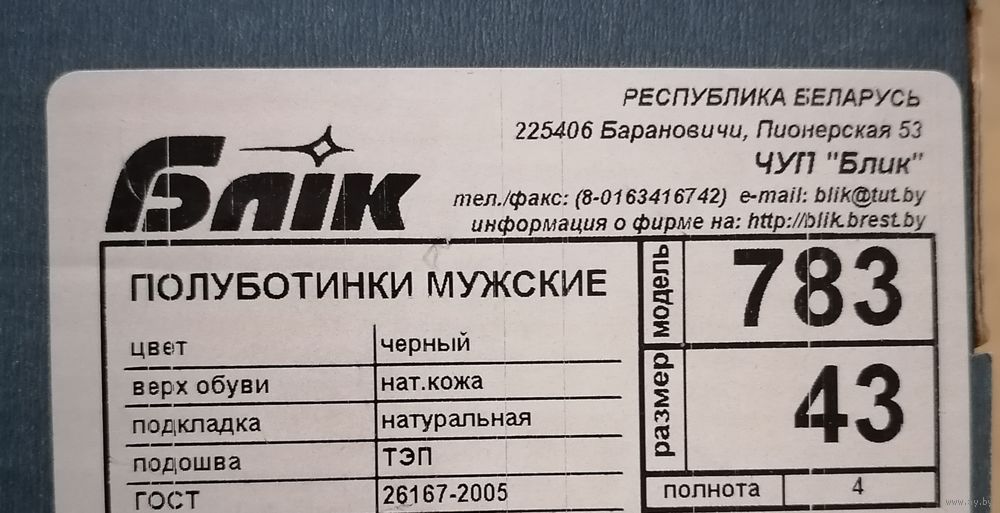 РЕСПУБЛИКА БЕЛАРУСЬ
225406 Барановичи, Пионерская 53
ЧУП "Блик"
тел./факс: (8-0163416742) e-mail: blik@tut.by
информация о фирме на: http://blik.brest.by
Блік
ПОЛУБОТИНКИ МУЖСКИЕ
модель 783
размер 43
цвет черный
верх обуви нат.кожа
подкладка натуральная
подошва ТЭП
ГОСТ 26167-2005
полнота 4